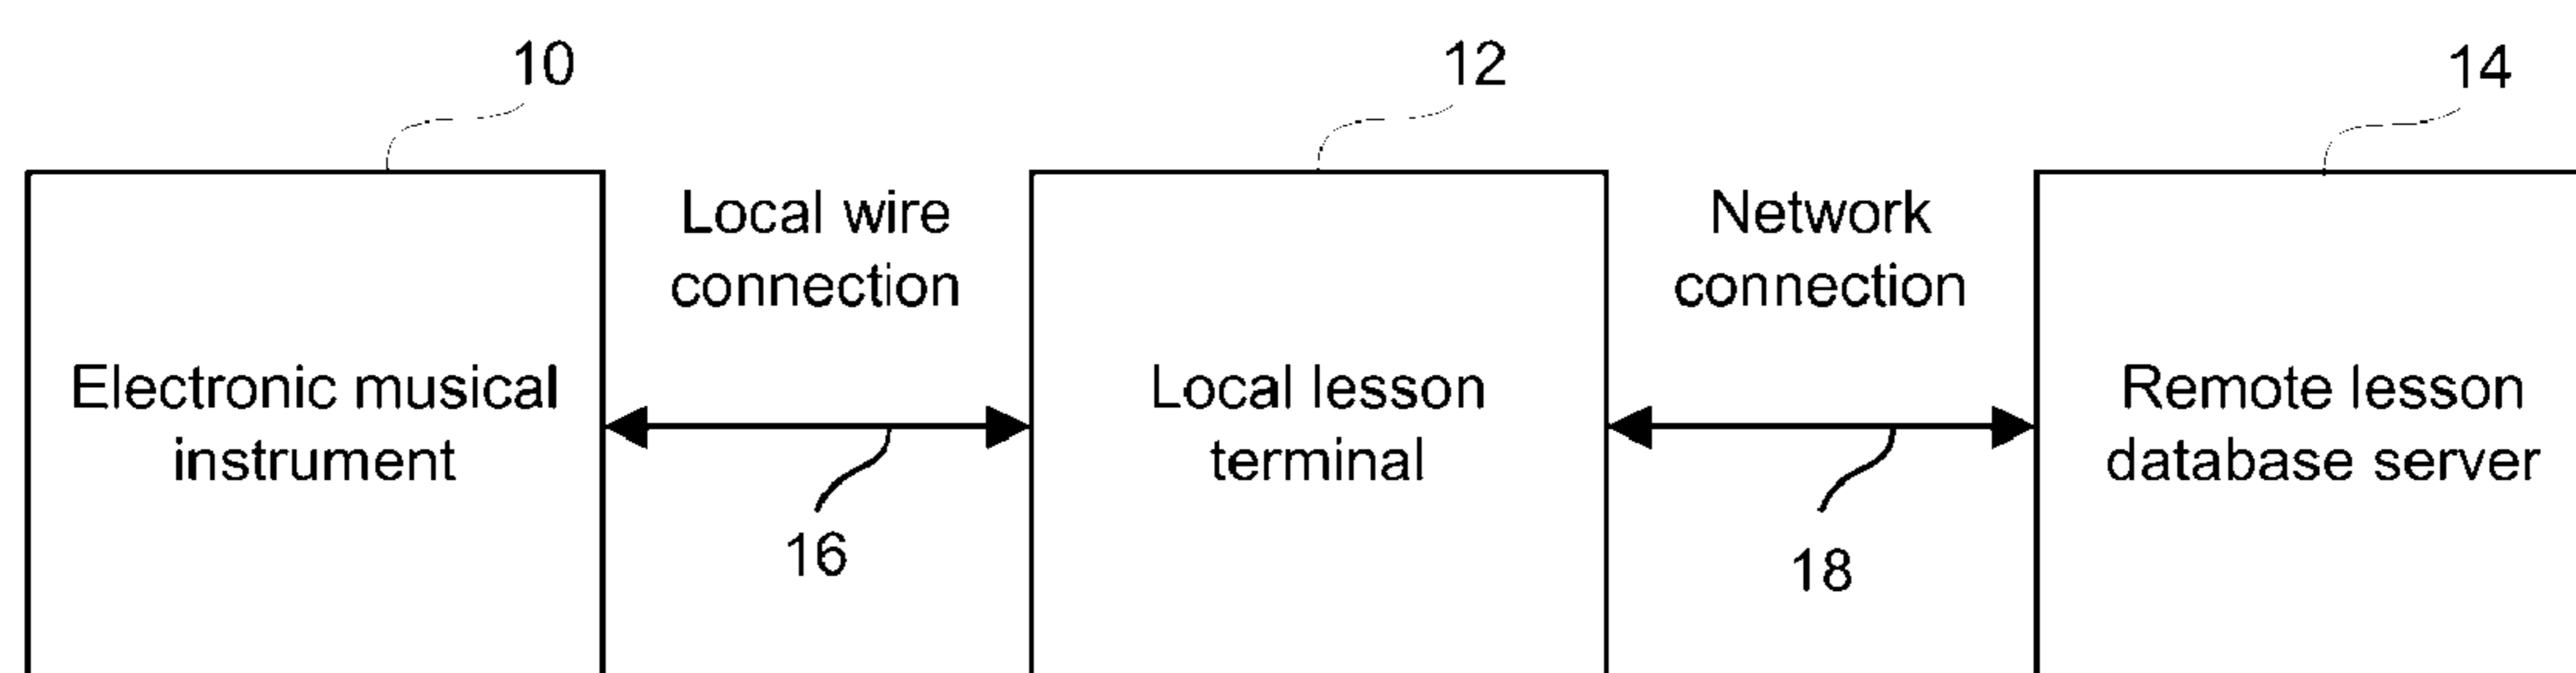 10
12
14
Local wire
connection
Network
connection
Electronic musical
instrument
Local lesson
terminal
Remote lesson
database server
16
18